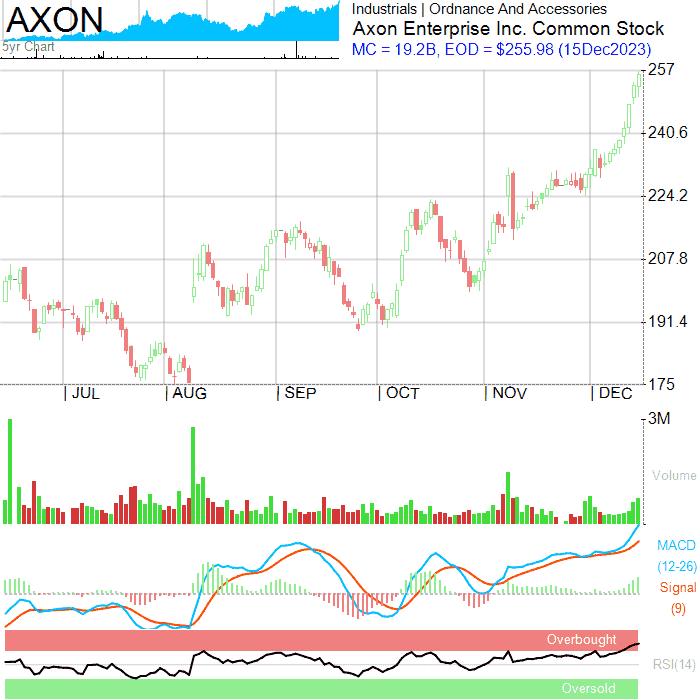 AXON
5yr Chart
Industrials | Ordnance And Accessories
Axon Enterprise Inc. Common Stock
MC = 19.2B, EOD = $255.98 (15Dec2023)
257
240.6
224.2
207.8
191.4
175
| JUL | AUG | SEP | OCT | NOV | DEC
3M
Volume
MACD
(12-26)
Signal
(9)
Overbought
RSI(14)
Oversold